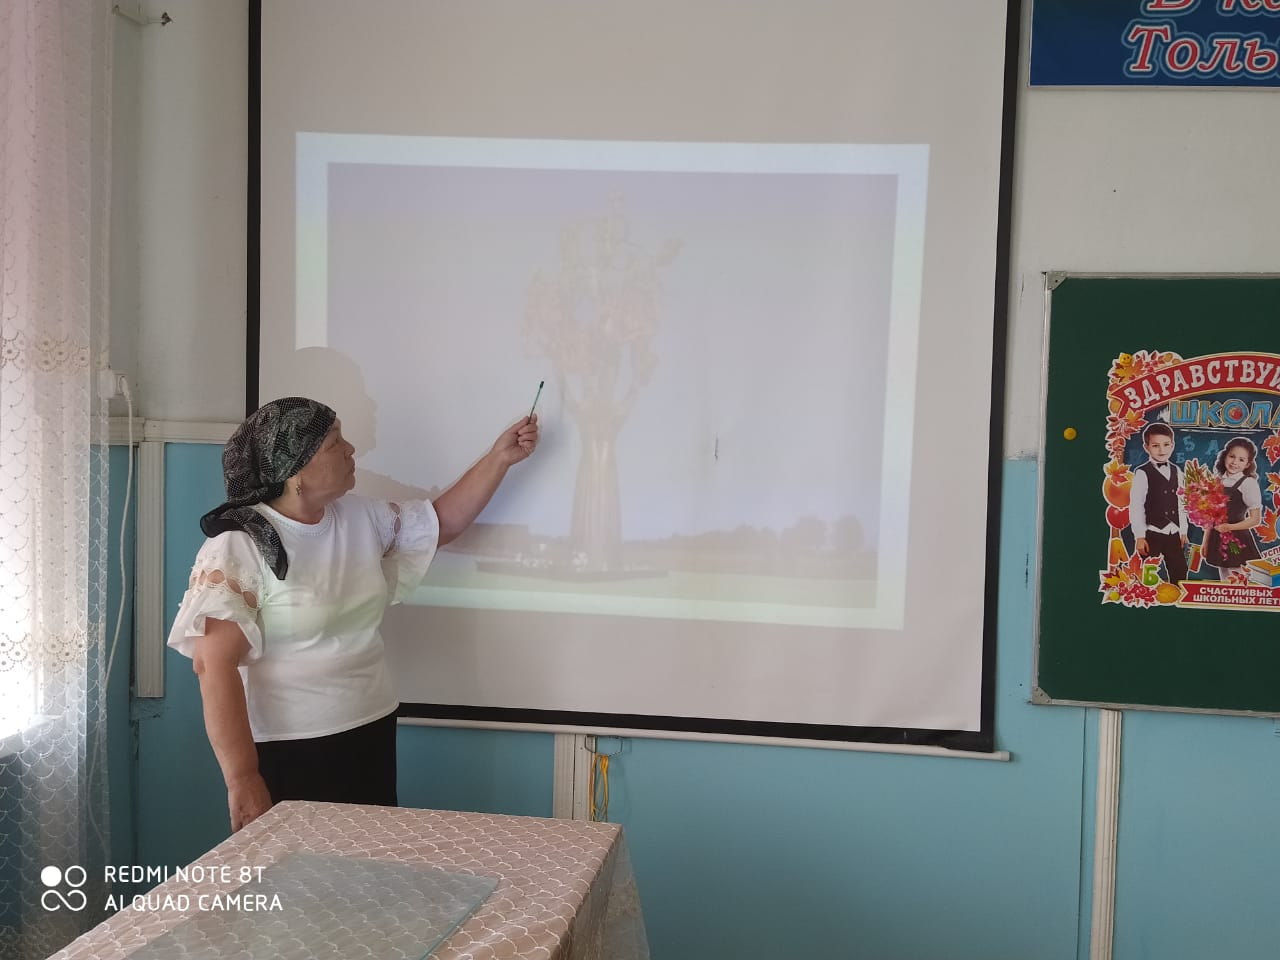 Толь
ЗДРАВСТВУЙ
ШКОЛА
СЧАСТЛИВЫХ
ШКОЛЬНЫХ ЛЕТ
REDMI NOTE 8T
AI QUAD CAMERA